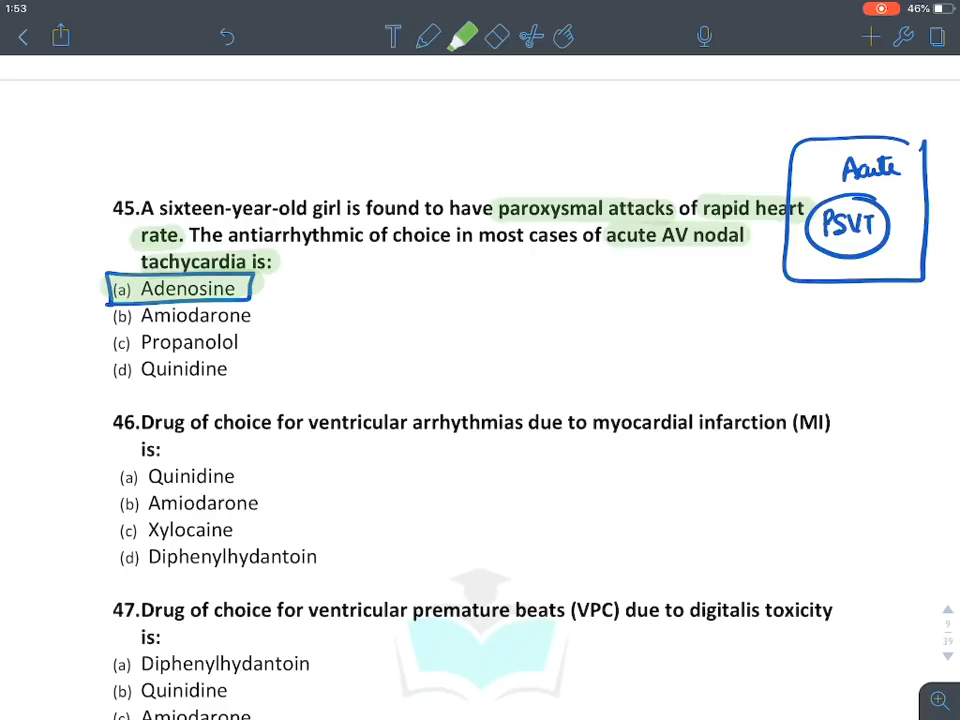 1:53
46%
T
Acute
PSVT
45.A sixteen-year-old girl is found to have paroxysmal attacks of rapid heart
rate. The antiarrhythmic of choice in most cases of acute AV nodal
tachycardia is:
(a) Adenosine
(b) Amiodarone
(c) Propanolol
(d) Quinidine
46.Drug of choice for ventricular arrhythmias due to myocardial infarction (MI)
is:
(a) Quinidine
(b) Amiodarone
(c) Xylocaine
(d) Diphenylhydantoin
47.Drug of choice for ventricular premature beats (VPC) due to digitalis toxicity
is:
(a) Diphenylhydantoin
(b) Quinidine
(c) Amiodarone
9
39